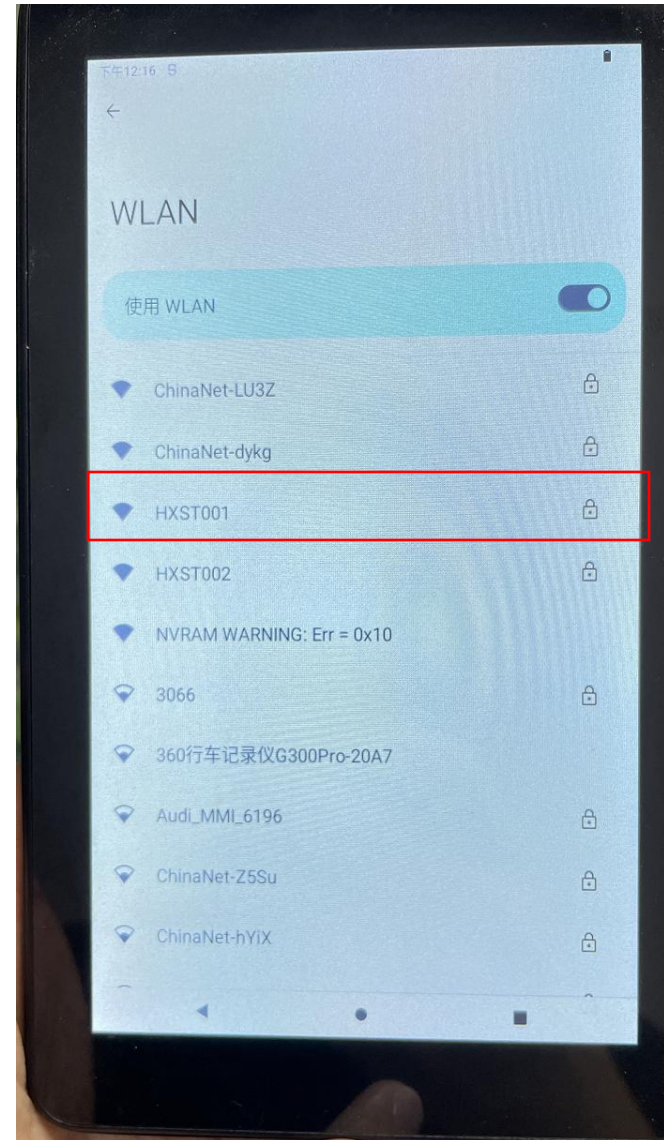 下午12:16
WLAN
使用 WLAN
ChinaNet-LU3Z
ChinaNet-dykg
HXST001
HXST002
NVRAM WARNING: Err = 0x10
3066
360行车记录仪G300Pro-20A7
Audi_MMI_6196
ChinaNet-Z5Su
ChinaNet-hYiX